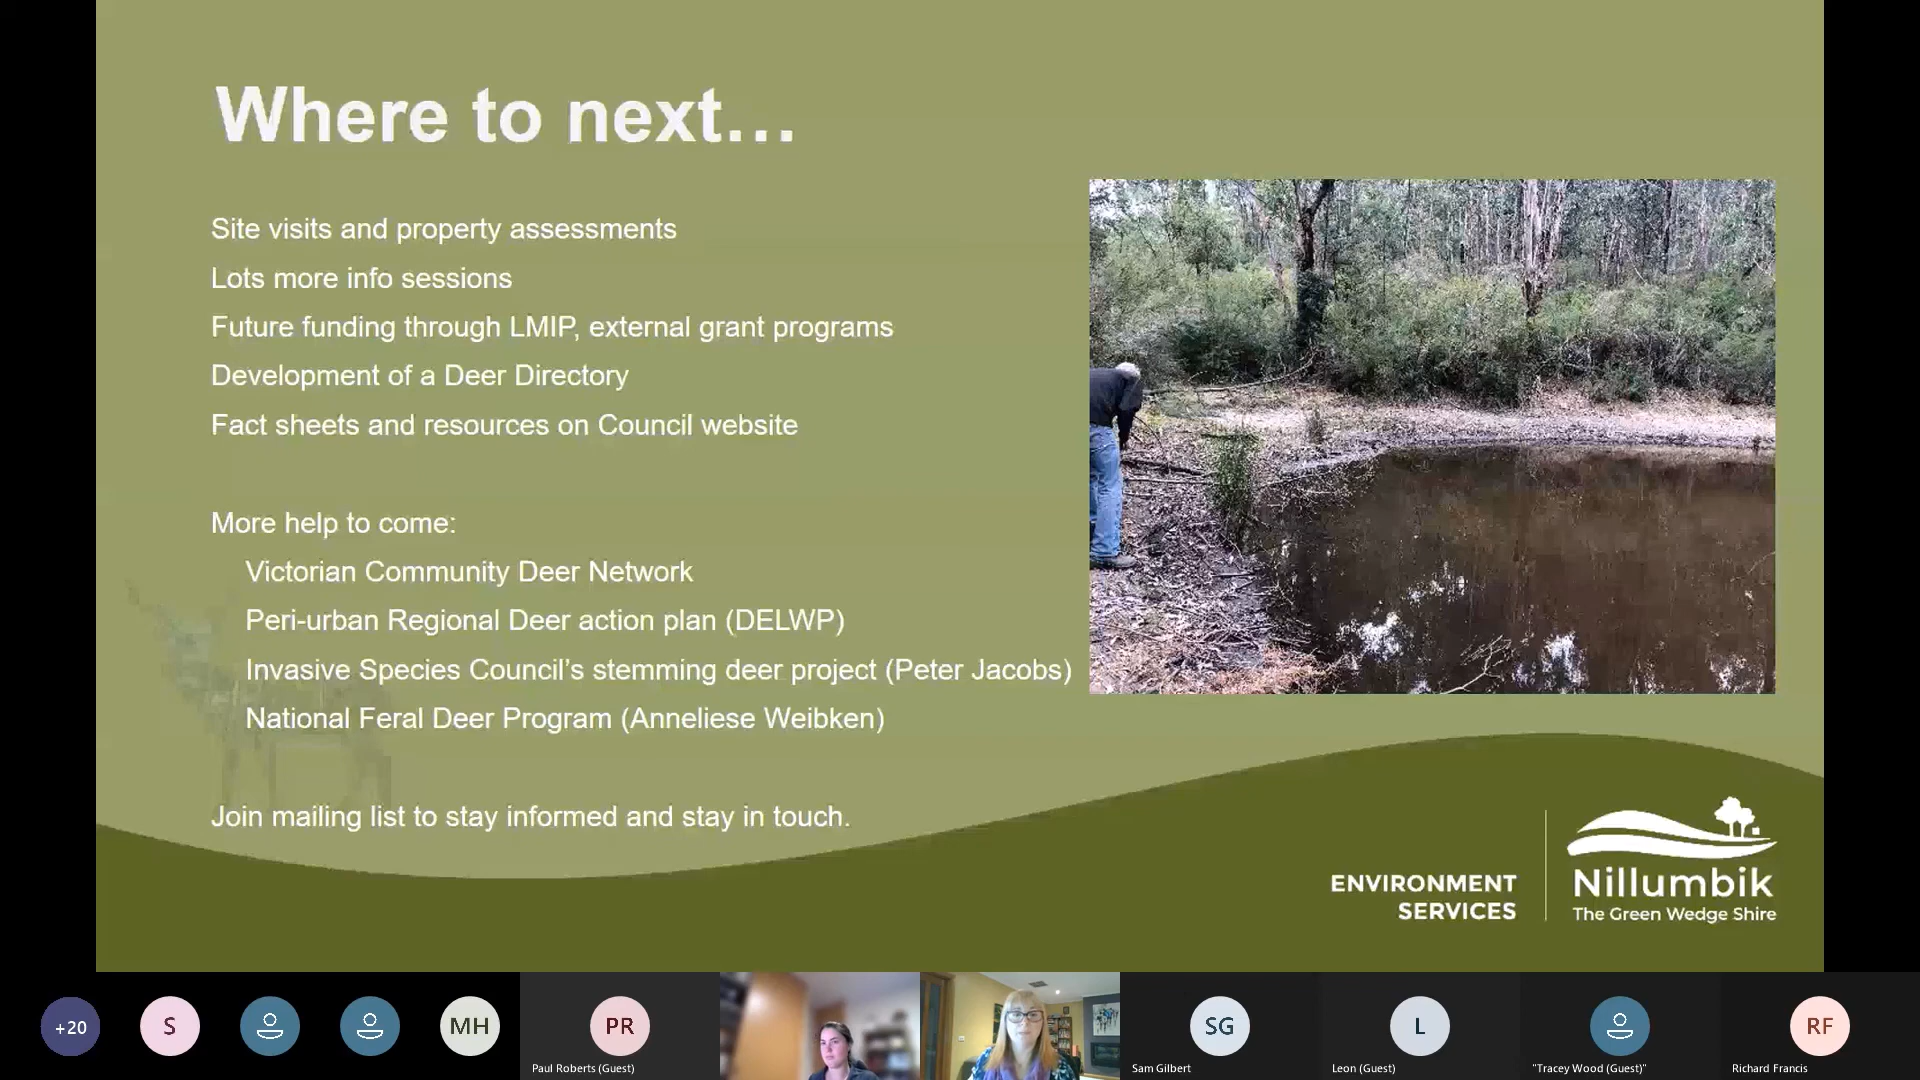 Where to next...
Site visits and property assessments
Lots more info sessions
Future funding through LMIP, external grant programs
Development of a Deer Directory
Fact sheets and resources on Council website
More help to come:
Victorian Community Deer Network
Peri-urban Regional Deer action plan (DELWP)
Invasive Species Council’s stemming deer project (Peter Jacobs)
National Feral Deer Program (Anneliese Weibken)
Join mailing list to stay informed and stay in touch.
ENVIRONMENT
SERVICES
Nillumbik
The Green Wedge Shire
+20
S
MH
PR
Paul Roberts (Guest)
SG
Sam Gilbert
L
Leon (Guest)
"Tracey Wood (Guest)"
RF
Richard Francis